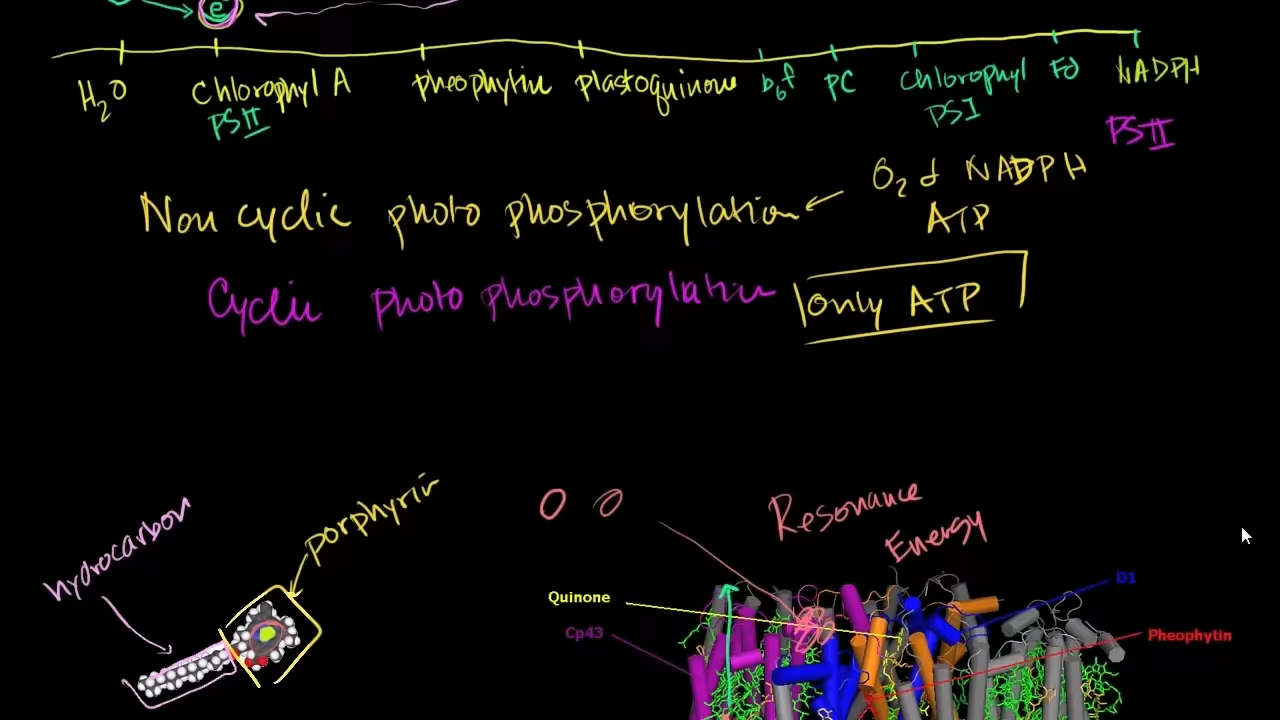 e
H2O Chlorophyl A pheophytin plastoquinone b6f PC Chlorophyl Fd NADPH
PSII PSI PSII
Non cyclic photo phosphorylation O2 & NADPH
ATP
Cyclic photo phosphorylation only ATP
hydrocarbon
porphyrin
Resonance
Energy
Quinone
D1
Cp43
Pheophytin